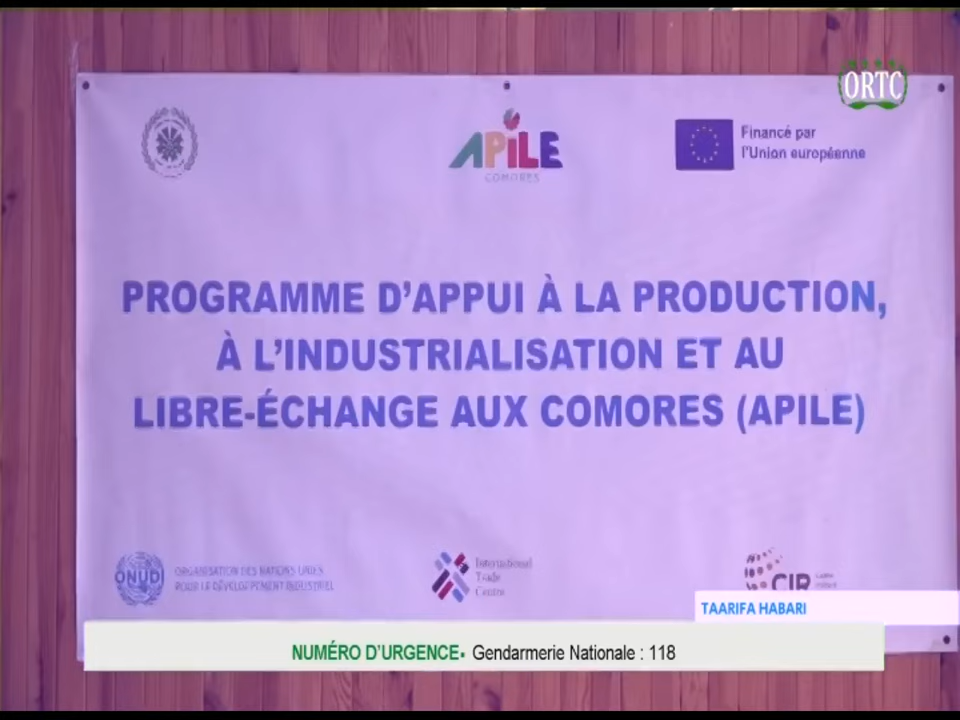 ORTC
APILE
COMORES
Financé par
l'Union européenne
PROGRAMME D'APPUI À LA PRODUCTION,
À L'INDUSTRIALISATION ET AU
LIBRE-ÉCHANGE AUX COMORES (APILE)
ONUDI
ORGANISATION DES NATIONS UNIES
POUR LE DÉVELOPPEMENT INDUSTRIEL
International
Trade
Centre
CIR
TAARIFA HABARI
NUMÉRO D'URGENCE• Gendarmerie Nationale : 118